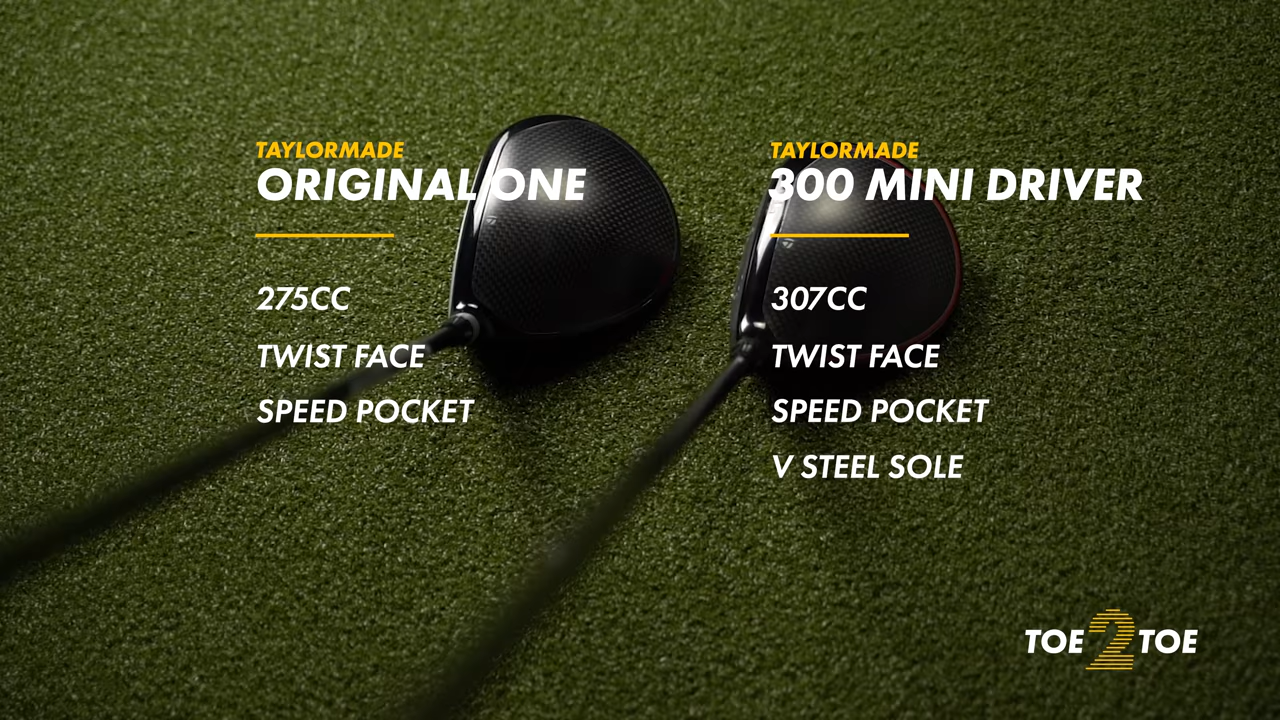 TAYLORMADE
ORIGINAL ONE
275CC
TWIST FACE
SPEED POCKET
TAYLORMADE
300 MINI DRIVER
307CC
TWIST FACE
SPEED POCKET
V STEEL SOLE
TOE 2 TOE